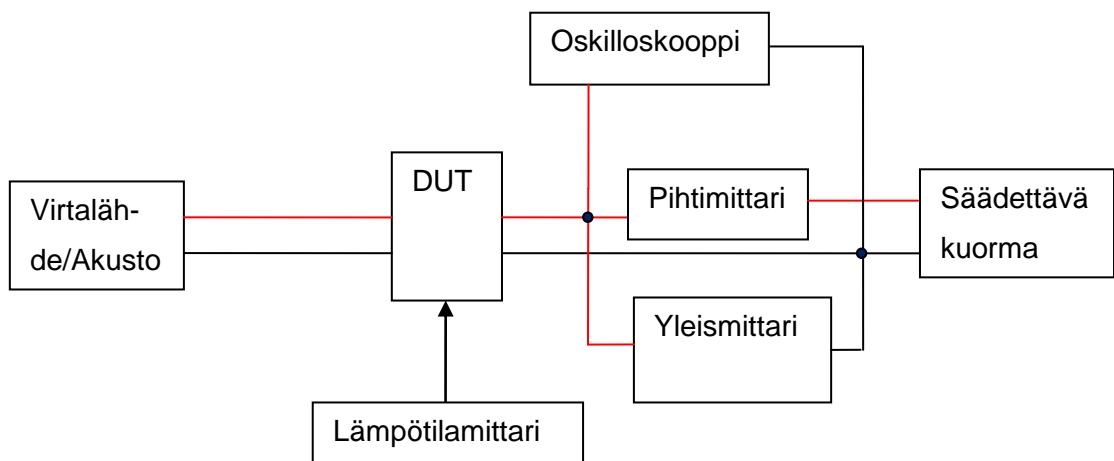 Oskilloskooppi
DUT
Virtaläh-
de/Akusto
Pihtimittari
Säädettävä
kuorma
Yleismittari
Lämpötilamittari